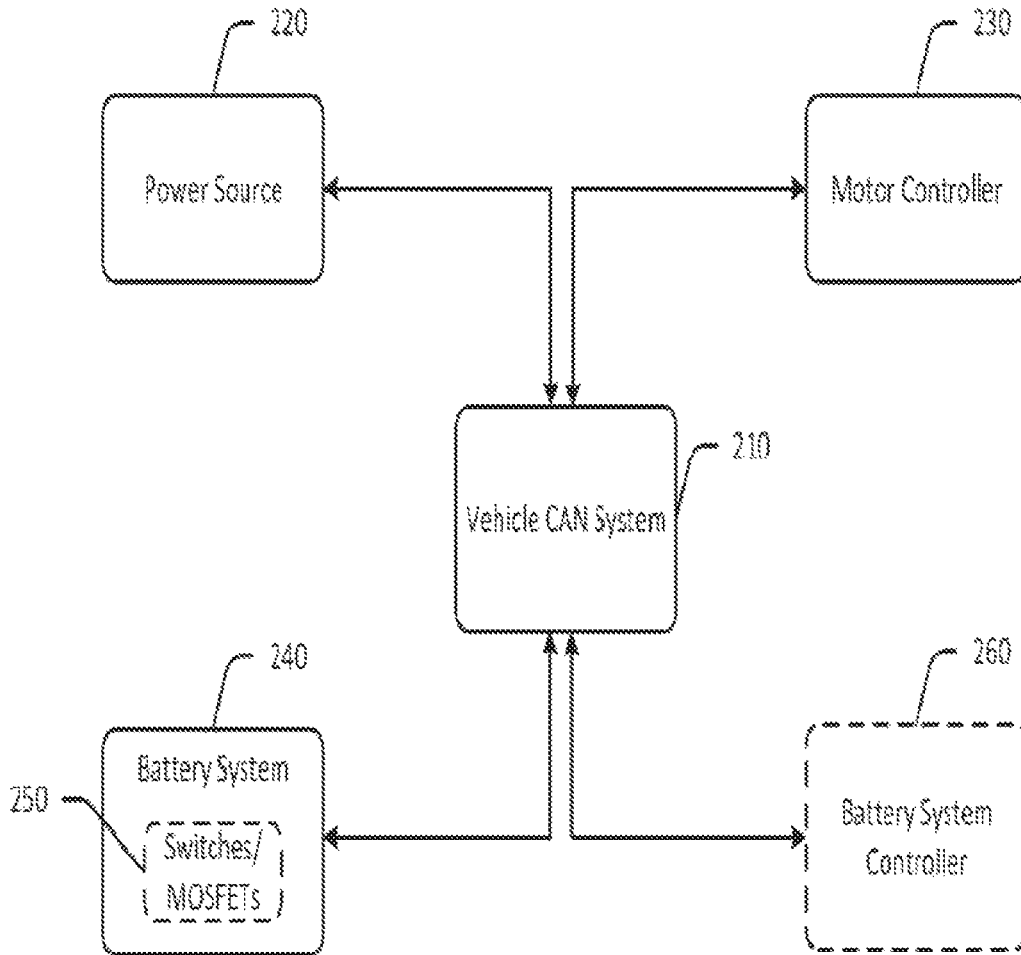 220
230
Power Source
Motor Controller
210
Vehicle CAN System
240
260
Battery System
250
Switches/
MOSFETs
Battery System
Controller